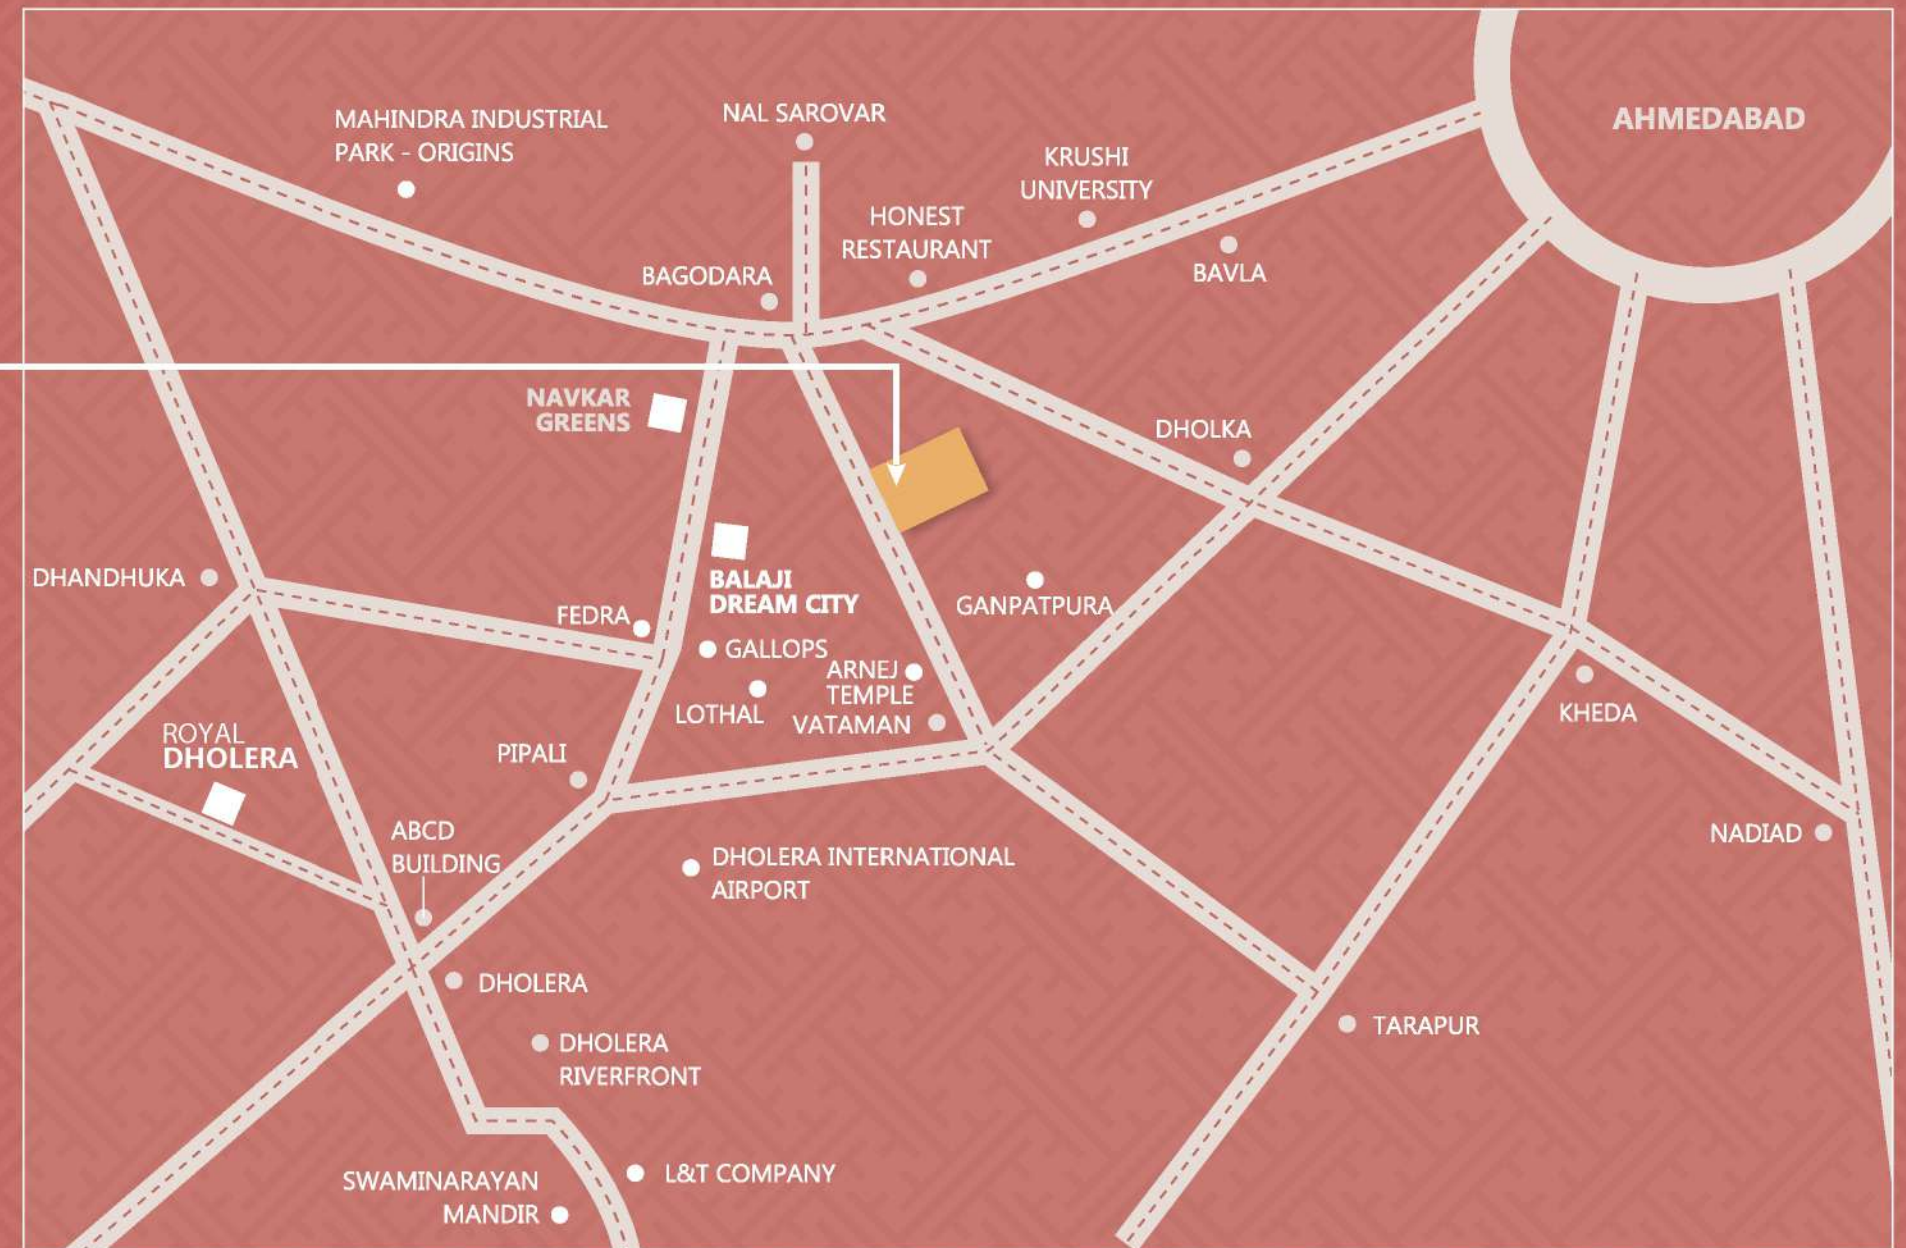 AHMEDABAD
MAHINDRA INDUSTRIAL
PARK - ORIGINS
NAL SAROVAR
KRUSHI
UNIVERSITY
HONEST
RESTAURANT
BAGODARA
BAVLA
NAVKAR
GREENS
DHOLKA
DHANDHUKA
BALAJI
DREAM CITY
FEDRA
GANPATPURA
GALLOPS
ARNEJ
TEMPLE
LOTHAL
VATAMAN
KHEDA
ROYAL
DHOLERA
PIPALI
ABCD
BUILDING
NADIAD
DHOLERA INTERNATIONAL
AIRPORT
DHOLERA
TARAPUR
DHOLERA
RIVERFRONT
L&T COMPANY
SWAMINARAYAN
MANDIR